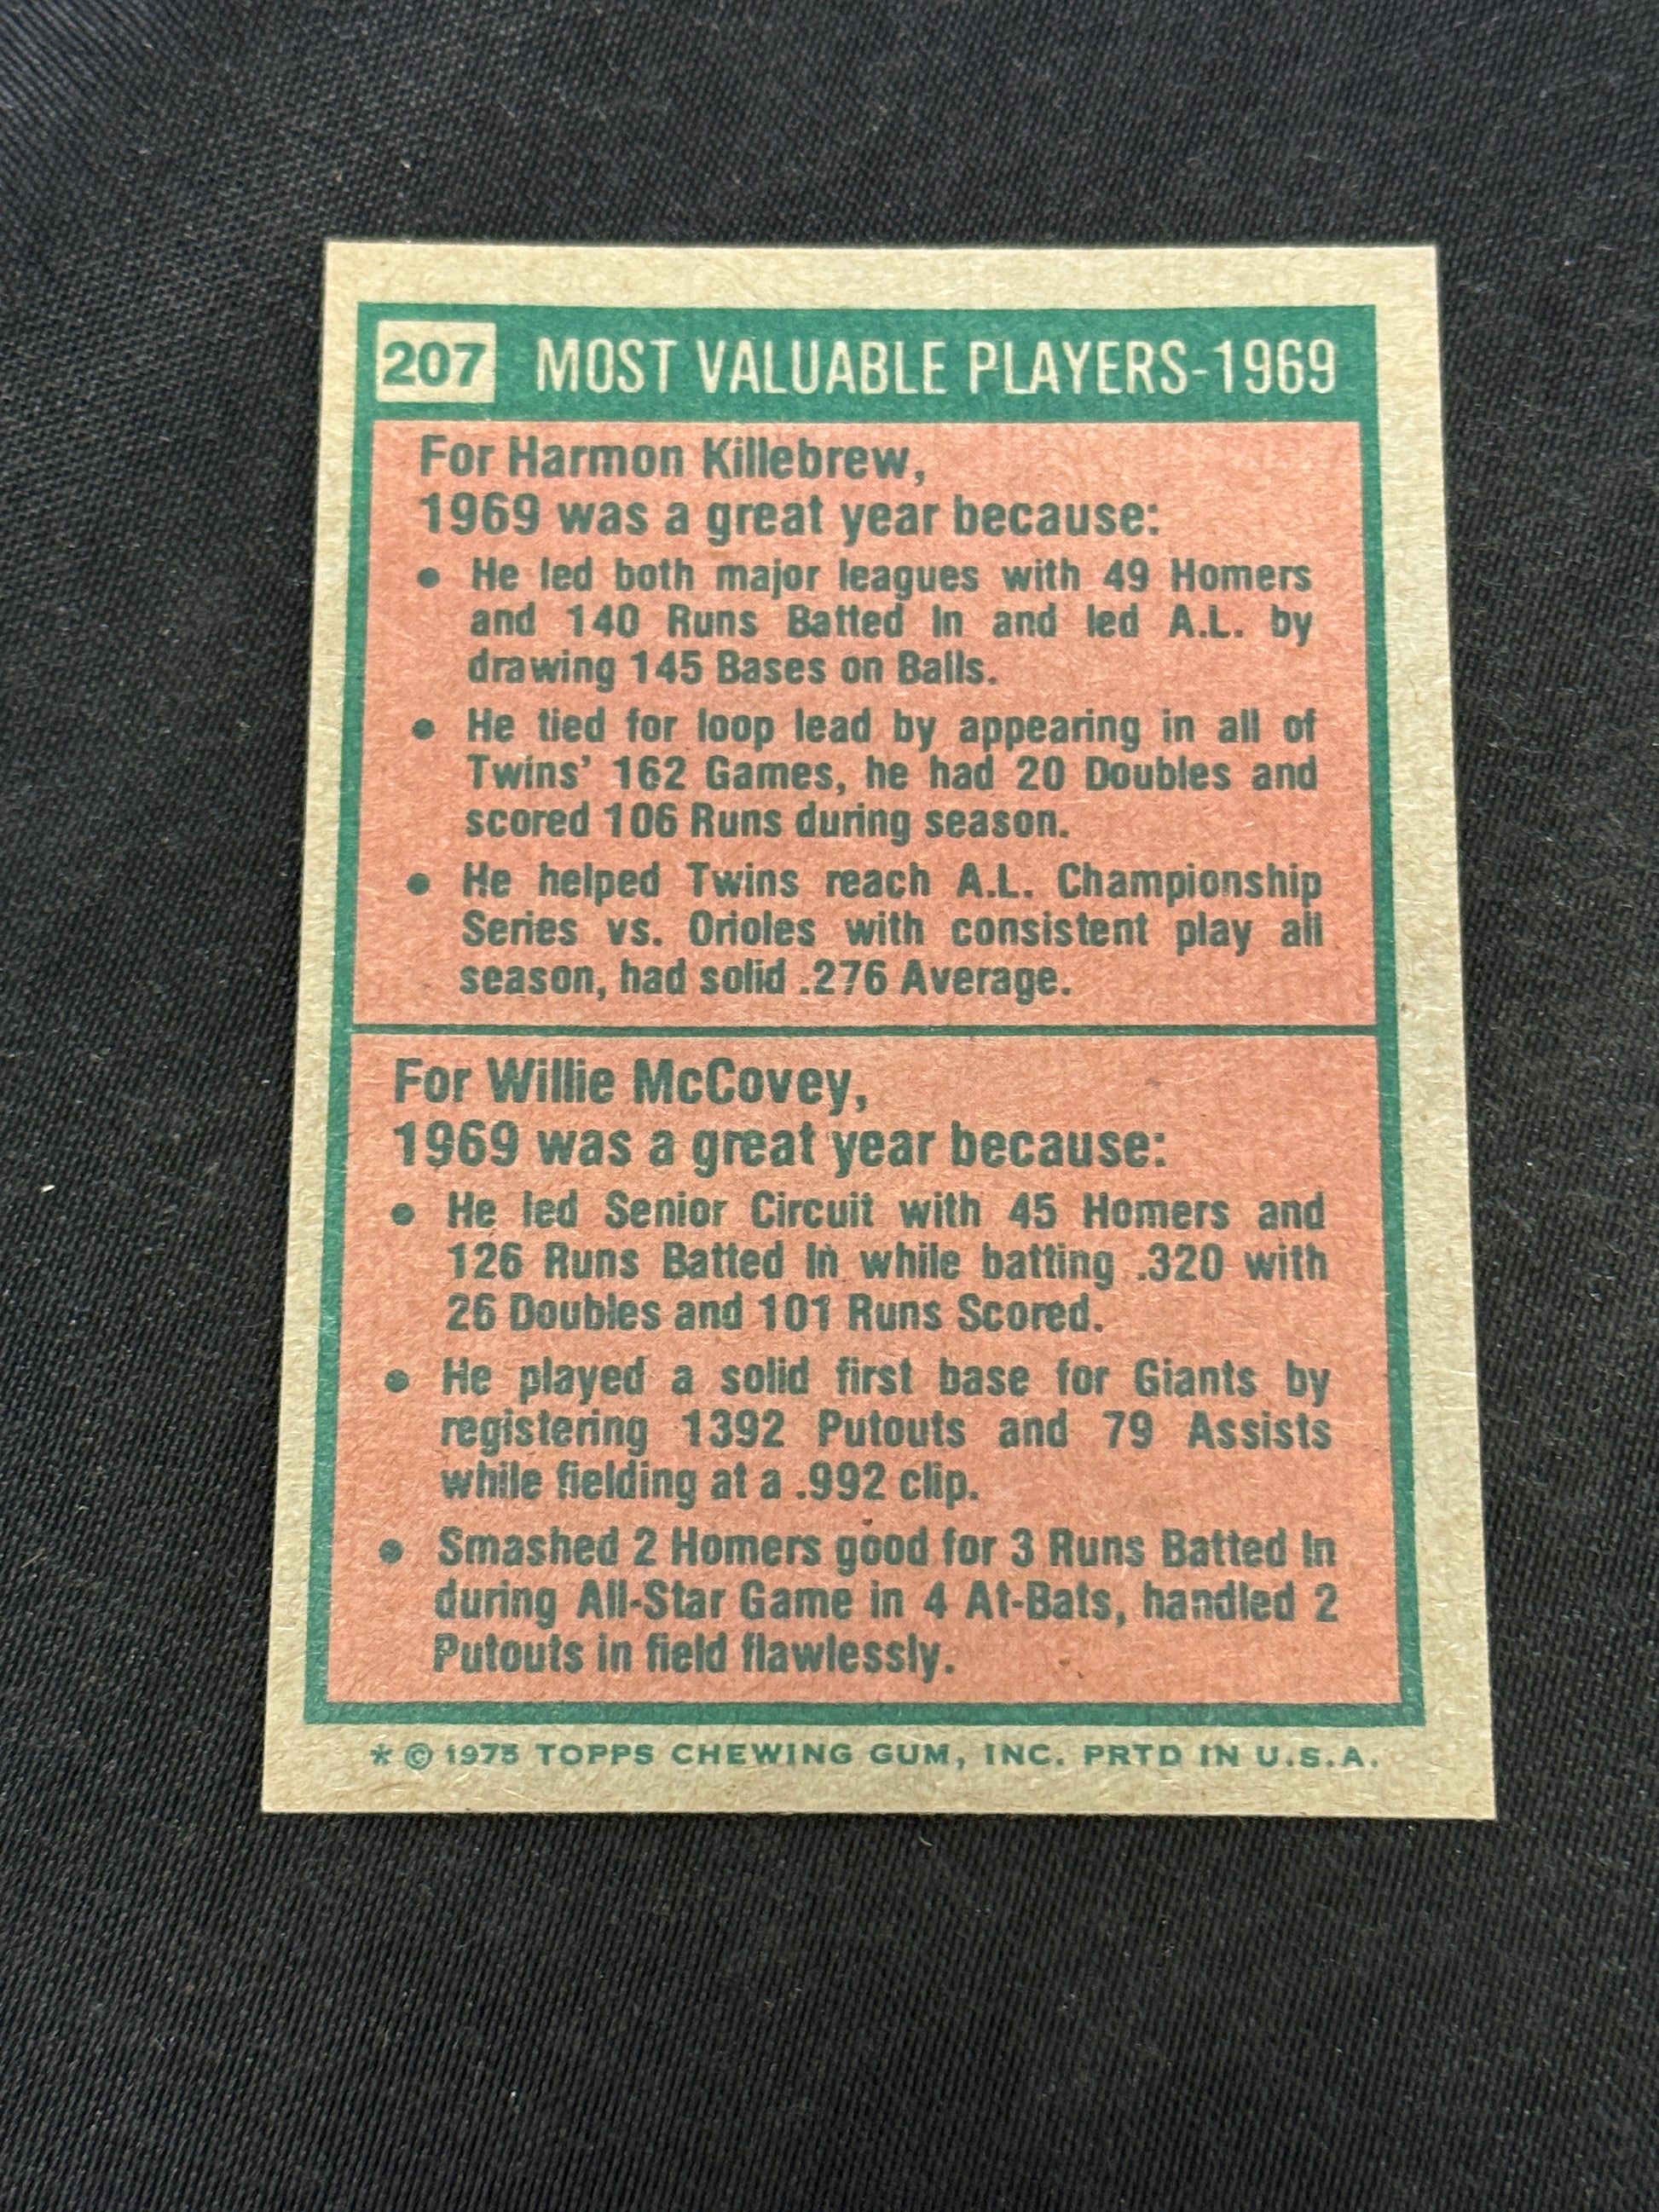 207 MOST VALUABLE PLAYERS-1969
For Harmon Killebrew,
1969 was a great year because:
• He led both major leagues with 49 Homers
and 140 Runs Batted In and led A.L. by
drawing 145 Bases on Balls.
• He tied for loop lead by appearing in all of
Twins' 162 Games, he had 20 Doubles and
scored 106 Runs during season.
• He helped Twins reach A.L. Championship
Series vs. Orioles with consistent play all
season, had solid .276 Average.
For Willie McCovey,
1969 was a great year because:
• He led Senior Circuit with 45 Homers and
126 Runs Batted In while batting .320 with
26 Doubles and 101 Runs Scored.
• He played a solid first base for Giants by
registering 1392 Putouts and 79 Assists
while fielding at a .992 clip.
• Smashed 2 Homers good for 3 Runs Batted In
during All-Star Game in 4 At-Bats, handled 2
Putouts in field flawlessly.
* © 1975 TOPPS CHEWING GUM, INC. PRTD IN U.S.A.